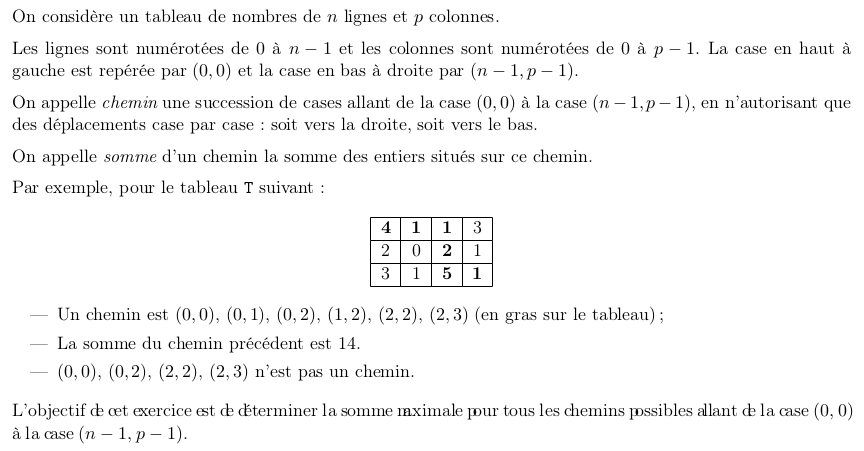 On considère un tableau de nombres de n lignes et p colonnes.
Les lignes sont numérotées de 0 à n − 1 et les colonnes sont numérotées de 0 à p − 1. La case en haut à
gauche est repérée par (0, 0) et la case en bas à droite par (n − 1, p − 1).
On appelle chemin une succession de cases allant de la case (0, 0) à la case (n − 1, p − 1), en n'autorisant que
des déplacements case par case : soit vers la droite, soit vers le bas.
On appelle somme d'un chemin la somme des entiers situés sur ce chemin.
Par exemple, pour le tableau T suivant :
4 1 1 3
2 0 2 1
3 1 5 1
— Un chemin est (0, 0), (0, 1), (0, 2), (1, 2), (2, 2), (2, 3) (en gras sur le tableau) ;
— La somme du chemin précédent est 14.
— (0, 0), (0, 2), (2, 2), (2, 3) n'est pas un chemin.
L'objectif de cet exercice est de déterminer la somme maximale pour tous les chemins possibles allant de la case (0, 0)
à la case (n − 1, p − 1).